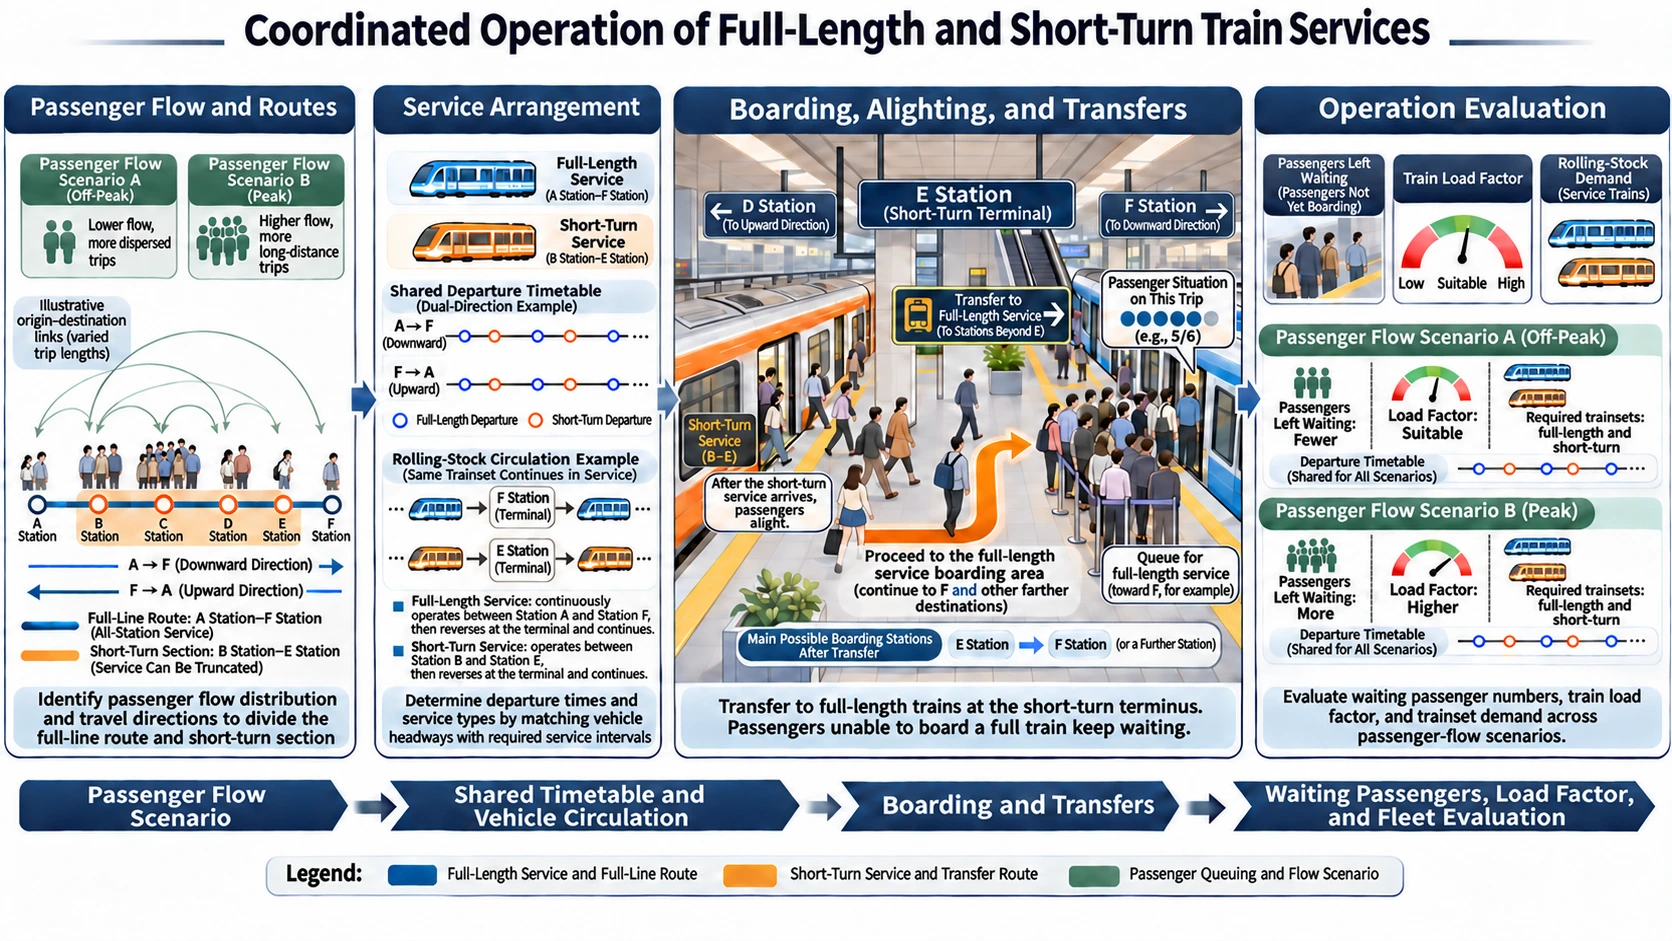 Coordinated Operation of Full-Length and Short-Turn Train Services
Passenger Flow and Routes
Passenger Flow
Scenario A
(Off-Peak)
Lower flow,
more dispersed
trips
Passenger Flow
Scenario B
(Peak)
Higher flow,
more
long-distance
trips
Illustrative
origin–destination
links (varied
trip lengths)
A
Station
B
Station
C
Station
D
Station
E
Station
F
Station
A → F (Downward Direction)
F → A (Upward Direction)
Full-Line Route: A Station–F Station
(All-Station Service)
Short-Turn Section: B Station–E Station
(Service Can Be Truncated)
Identify passenger flow distribution
and travel directions to divide the
full-line route and short-turn section
Service Arrangement
Full-Length
Service
(A Station–F Station)
Short-Turn
Service
(B Station–E Station)
Shared Departure Timetable
(Dual-Direction Example)
A → F
(Downward)
F → A
(Upward)
Full-Length Departure
Short-Turn Departure
Rolling-Stock Circulation Example
(Same Trainset Continues in Service)
F Station
(Terminal)
E Station
(Terminal)
Full-Length Service: continuously
operates between Station A and Station F,
then reverses at the terminal and continues.
Short-Turn Service: operates between
Station B and Station E,
then reverses at the terminal and continues.
Determine departure times and
service types by matching vehicle
headways with required service intervals
Boarding, Alighting, and Transfers
← D Station
(To Upward Direction)
E Station
(Short-Turn Terminal)
F Station →
(To Downward Direction)
Transfer to
Full-Length Service →
(To Stations Beyond E)
Passenger Situation
on This Trip
(e.g., 5/6)
Short-Turn
Service
(B–E)
After the short-turn
service arrives,
passengers
alight.
Proceed to the full-length
service boarding area
(continue to F and other farther
destinations)
Queue for
full-length service
(toward F, for example)
Main Possible Boarding Stations
After Transfer
E Station
F Station
(or a Further Station)
Transfer to full-length trains at the short-turn terminus.
Passengers unable to board a full train keep waiting.
Operation Evaluation
Passengers Left
Waiting
(Passengers Not
Yet Boarding)
Train Load Factor
Low Suitable High
Rolling-Stock
Demand
(Service Trains)
Passenger Flow Scenario A (Off-Peak)
Passengers
Left Waiting:
Fewer
Load Factor:
Suitable
Required trainsets:
full-length and
short-turn
Departure Timetable
(Shared for All Scenarios)
Passenger Flow Scenario B (Peak)
Passengers
Left Waiting:
More
Load Factor:
Higher
Required trainsets:
full-length and
short-turn
Departure Timetable
(Shared for All Scenarios)
Evaluate waiting passenger numbers, train load
factor, and trainset demand across
passenger-flow scenarios.
Passenger Flow
Scenario
Shared Timetable and
Vehicle Circulation
Boarding and Transfers
Waiting Passengers, Load Factor,
and Fleet Evaluation
Legend:
Full-Length Service and Full-Line Route
Short-Turn Service and Transfer Route
Passenger Queuing and Flow Scenario